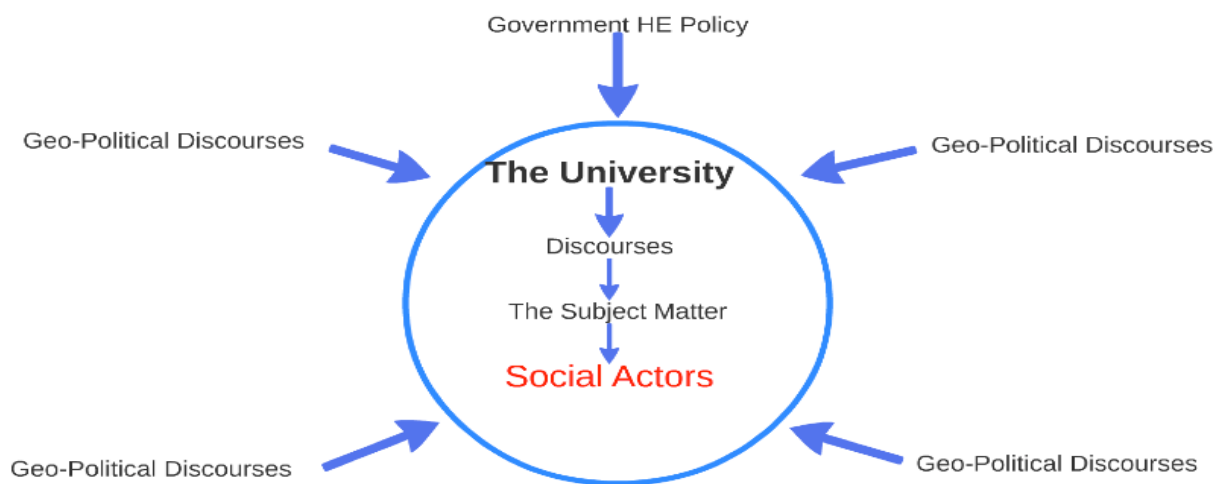 Government HE Policy
Geo-Political Discourses
Geo-Political Discourses
The University
Discourses
The Subject Matter
Social Actors
Geo-Political Discourses
Geo-Political Discourses